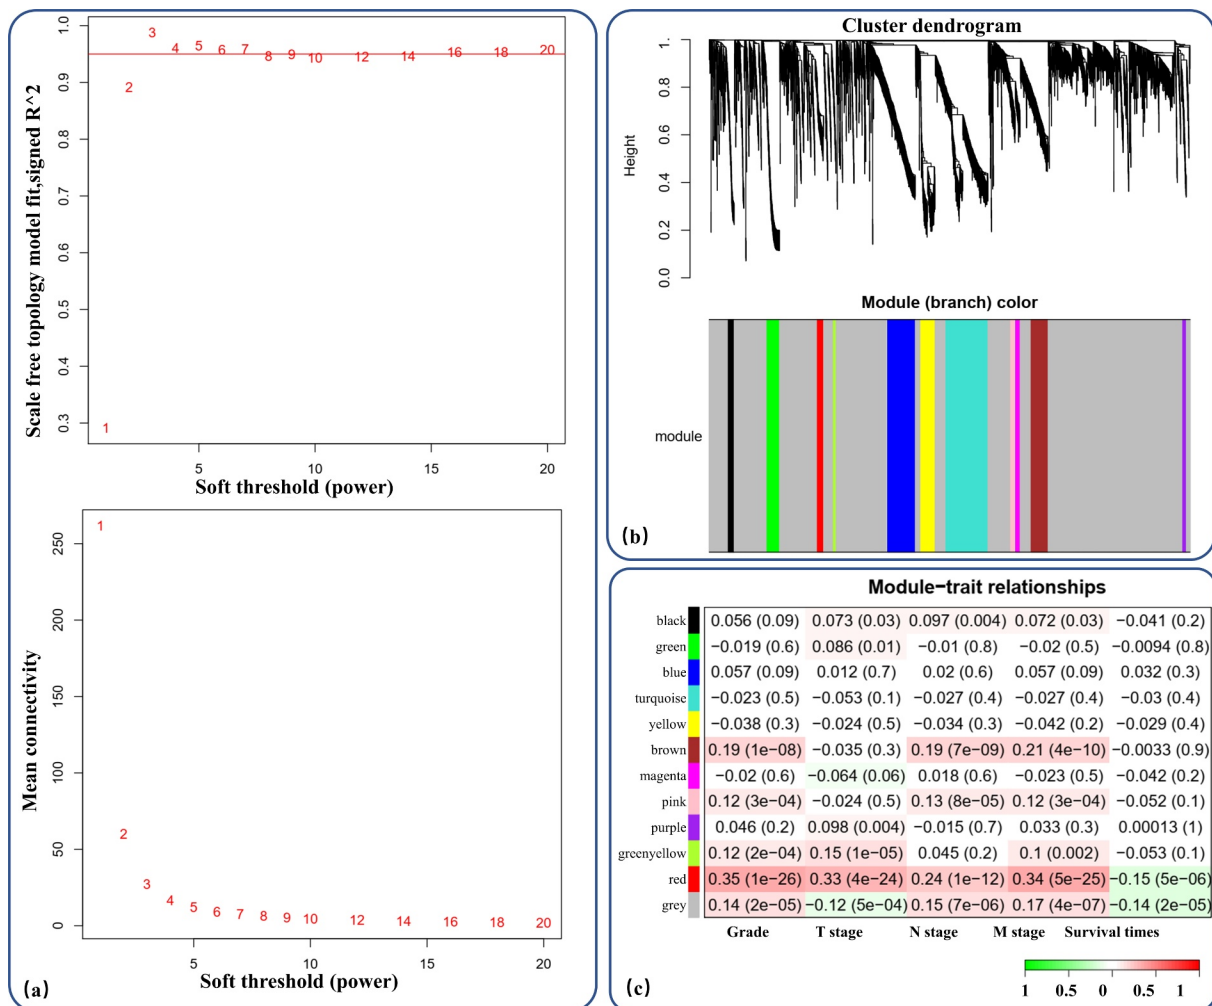 Scale free topology model fit,signed R^2
1.0
0.9
0.8
0.7
0.6
0.5
0.4
0.3
1
2
3
4
5
6
7
8
9
10
12
14
16
18
20
5
10
15
20
Soft threshold (power)
Mean connectivity
250
200
150
100
50
0
1
2
3
4
5
6
7
8
9
10
12
14
16
18
20
5
10
15
20
Soft threshold (power)
(a)
Cluster dendrogram
Height
1.
0.8
0.6
0.4
0.2
0.0
Module (branch) color
module
(b)
Module−trait relationships
black 0.056 (0.09) 0.073 (0.03) 0.097 (0.004) 0.072 (0.03) −0.041 (0.2)
green −0.019 (0.6) 0.086 (0.01) −0.01 (0.8) −0.02 (0.5) −0.0094 (0.8)
blue 0.057 (0.09) 0.012 (0.7) 0.02 (0.6) 0.057 (0.09) 0.032 (0.3)
turquoise −0.023 (0.5) −0.053 (0.1) −0.027 (0.4) −0.027 (0.4) −0.03 (0.4)
yellow −0.038 (0.3) −0.024 (0.5) −0.034 (0.3) −0.042 (0.2) −0.029 (0.4)
brown 0.19 (1e−08) −0.035 (0.3) 0.19 (7e−09) 0.21 (4e−10) −0.0033 (0.9)
magenta −0.02 (0.6) −0.064 (0.06) 0.018 (0.6) −0.023 (0.5) −0.042 (0.2)
pink 0.12 (3e−04) −0.024 (0.5) 0.13 (8e−05) 0.12 (3e−04) −0.052 (0.1)
purple 0.046 (0.2) 0.098 (0.004) −0.015 (0.7) 0.033 (0.3) 0.00013 (1)
greenyellow 0.12 (2e−04) 0.15 (1e−05) 0.045 (0.2) 0.1 (0.002) −0.053 (0.1)
red 0.35 (1e−26) 0.33 (4e−24) 0.24 (1e−12) 0.34 (5e−25) −0.15 (5e−06)
grey 0.14 (2e−05) −0.12 (5e−04) 0.15 (7e−06) 0.17 (4e−07) −0.14 (2e−05)
Grade T stage N stage M stage Survival times
1 0.5 0 0.5 1
(c)